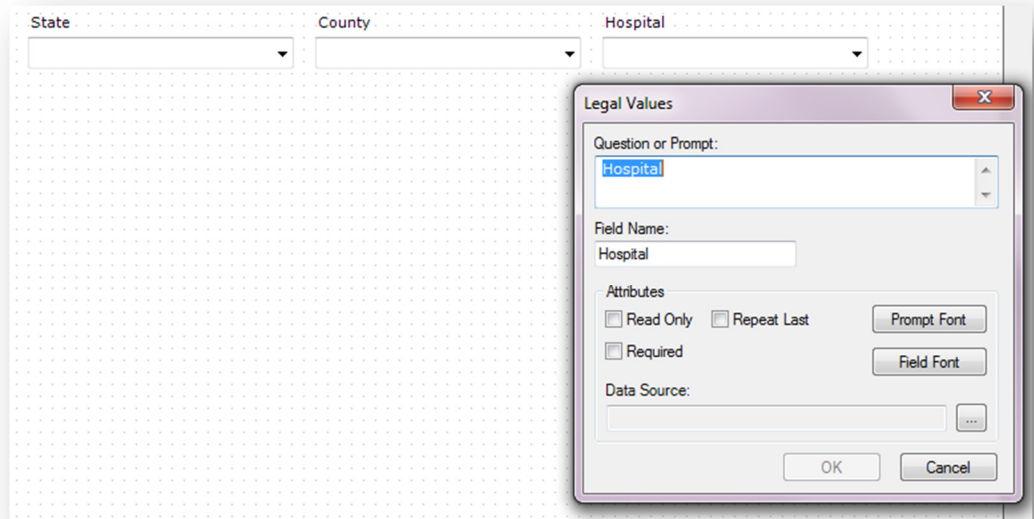 State County Hospital
Legal Values
Question or Prompt:
Hospital
Field Name:
Hospital
Attributes
Read Only Repeat Last Prompt Font
Required
Field Font
Data Source:
...
OK Cancel